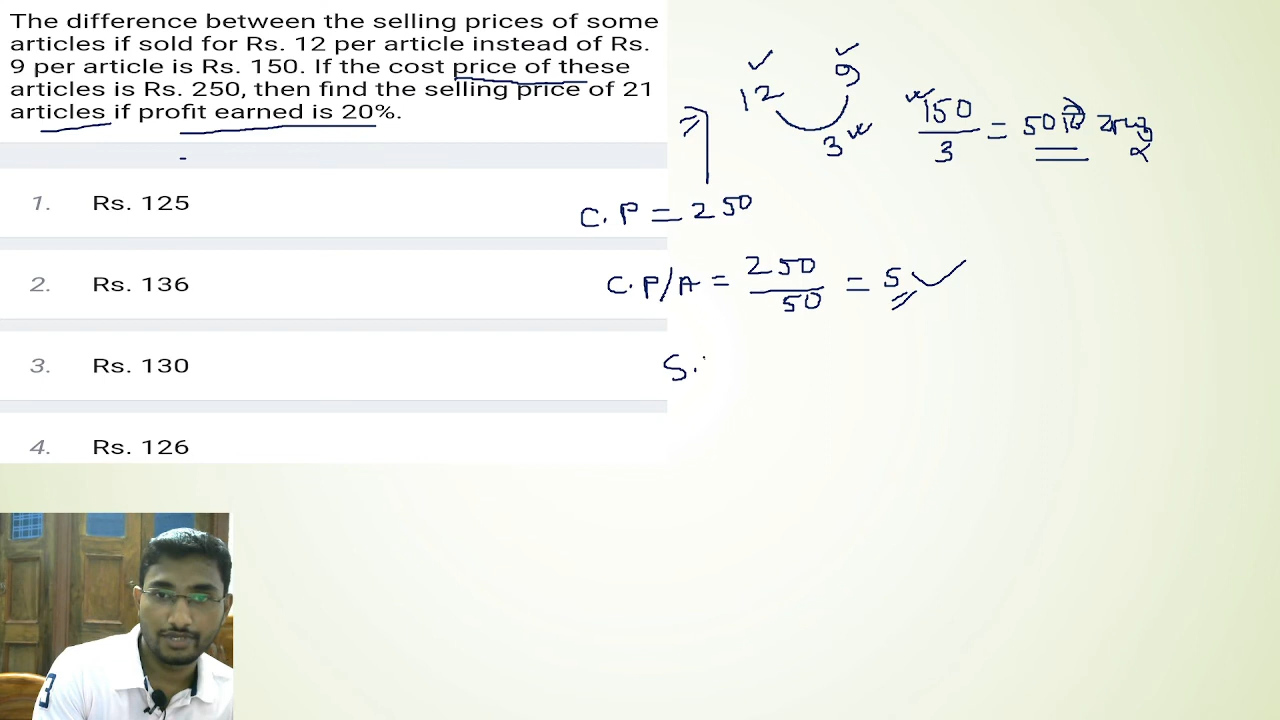 The difference between the selling prices of some
articles if sold for Rs. 12 per article instead of Rs.
9 per article is Rs. 150. If the cost price of these
articles is Rs. 250, then find the selling price of 21
articles if profit earned is 20%.
1. Rs. 125
2. Rs. 136
3. Rs. 130
4. Rs. 126
12 9
3
150/3 = 50
C.P = 250
C.P/A = 250/50 = 5
S.
3